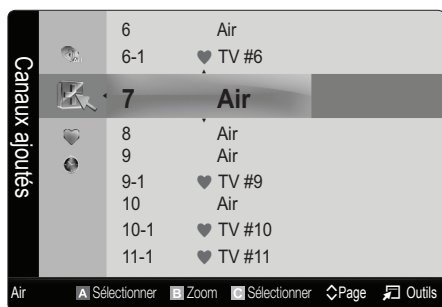 Canaux ajoutés
6 Air
6-1 ♥ TV #6
7 Air
8 Air
9 Air
9-1 ♥ TV #9
10 Air
10-1 ♥ TV #10
11-1 ♥ TV #11
Air A Sélectionner B Zoom C Sélectionner Page Outils